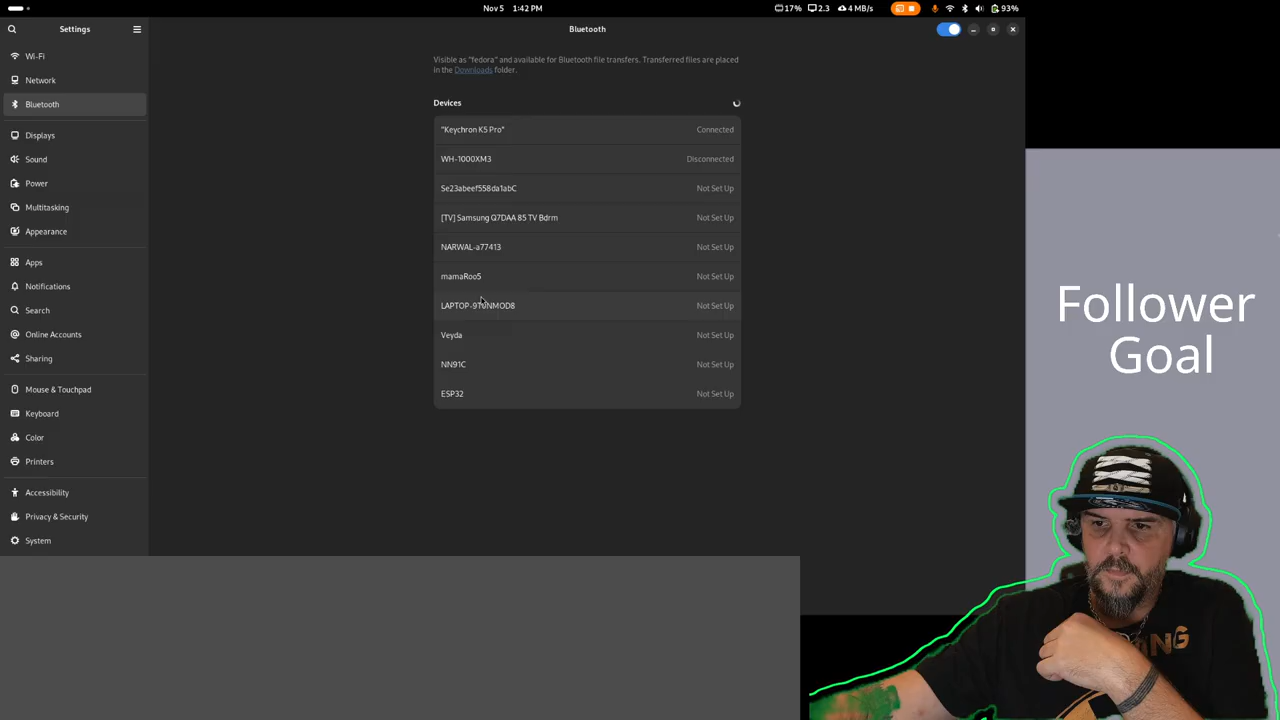 Nov 5 1:42 PM
17% 2.3 4 MB/s 93%
Settings
Bluetooth
Wi-Fi
Network
Bluetooth
Displays
Sound
Power
Multitasking
Appearance
Apps
Notifications
Search
Online Accounts
Sharing
Mouse & Touchpad
Keyboard
Color
Printers
Accessibility
Privacy & Security
System
Visible as "fedora" and available for Bluetooth file transfers. Transferred files are placed
in the Downloads folder.
Devices
"Keychron K5 Pro" Connected
WH-1000XM3 Disconnected
Se23abeef558da1abC Not Set Up
[TV] Samsung Q7DAA 85 TV Bdrm Not Set Up
NARWAL-a77413 Not Set Up
mamaRoo5 Not Set Up
Not Set Up
Veyda Not Set Up
NN91C Not Set Up
ESP32 Not Set Up
Follower
Goal